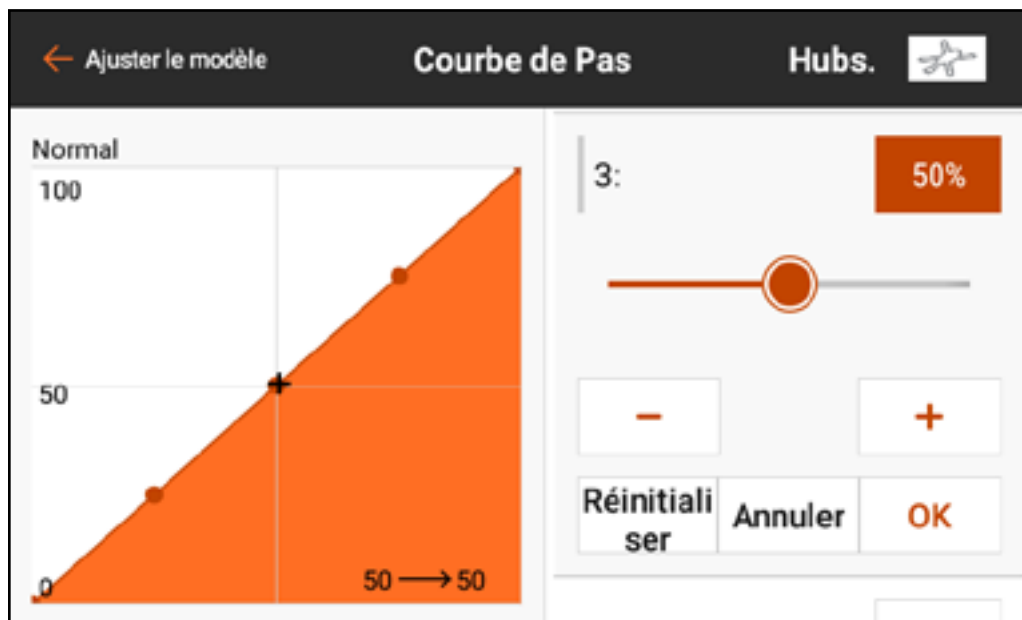 Ajuster le modèle
Courbe de Pas
Hubs.
Normal
100
50
0
50 → 50
3:
50%
−
+
Réinitiali
ser
Annuler
OK